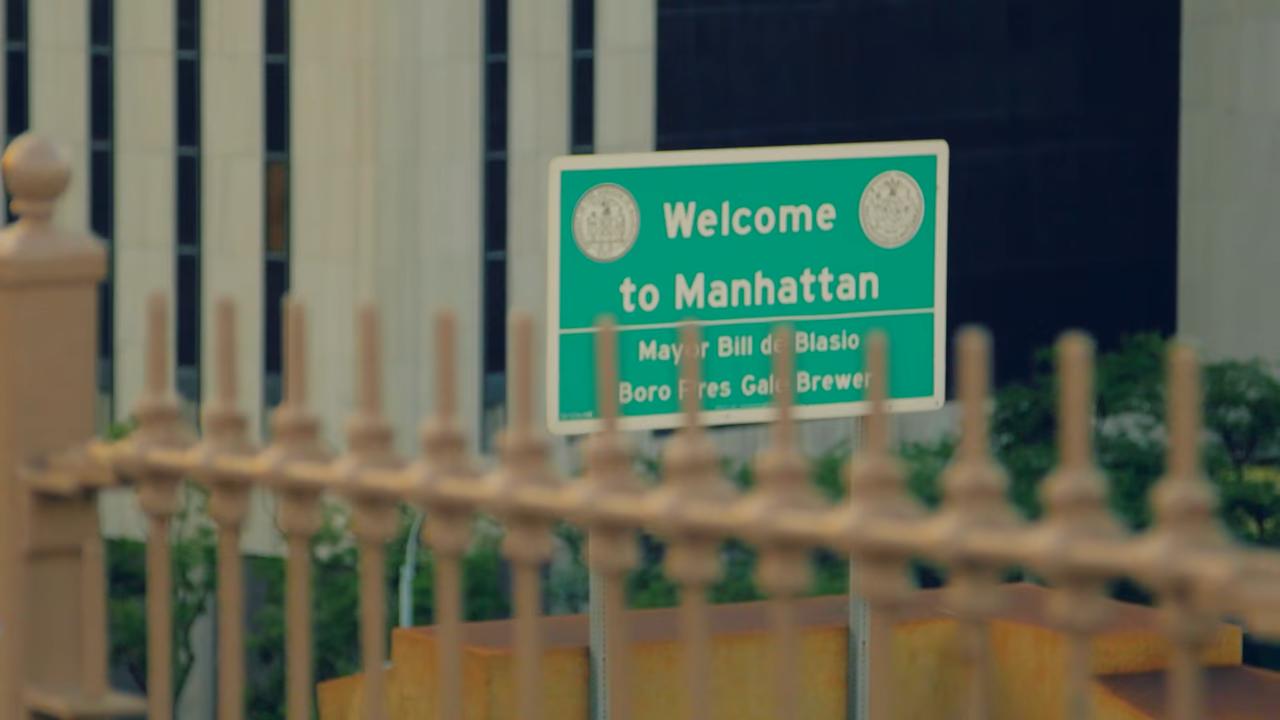 Welcome
to Manhattan
Mayor Bill de Blasio
Boro Pres Gale Brewer